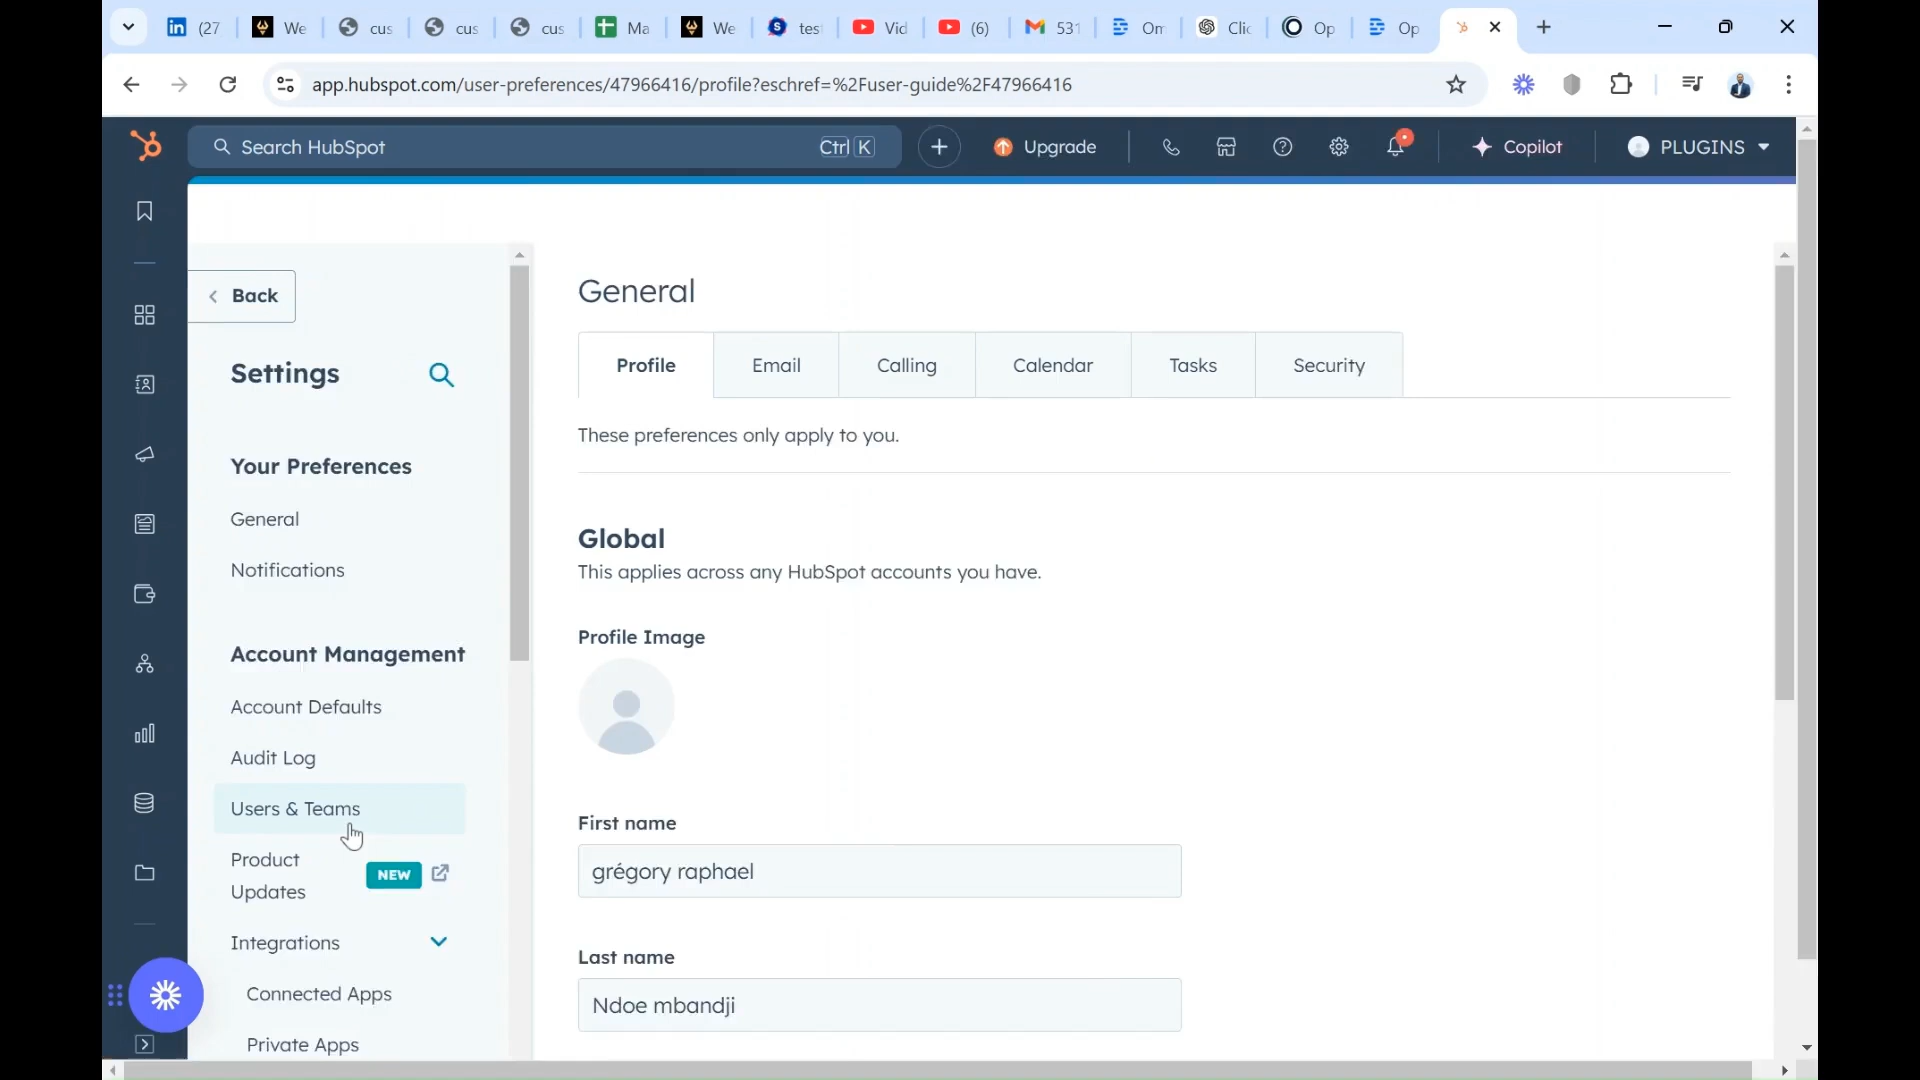 (27
We
cus
cus
cus
Ma
We
test
Vid
(6)
531
Om
Clic
Op
Op
app.hubspot.com/user-preferences/47966416/profile?eschref=%2Fuser-guide%2F47966416
Search HubSpot
Ctrl K
Upgrade
Copilot
PLUGINS
Back
Settings
Your Preferences
General
Notifications
Account Management
Account Defaults
Audit Log
Users & Teams
Product
Updates
NEW
Integrations
Connected Apps
Private Apps
General
Profile
Email
Calling
Calendar
Tasks
Security
These preferences only apply to you.
Global
This applies across any HubSpot accounts you have.
Profile Image
First name
grégory raphael
Last name
Ndoe mbandji